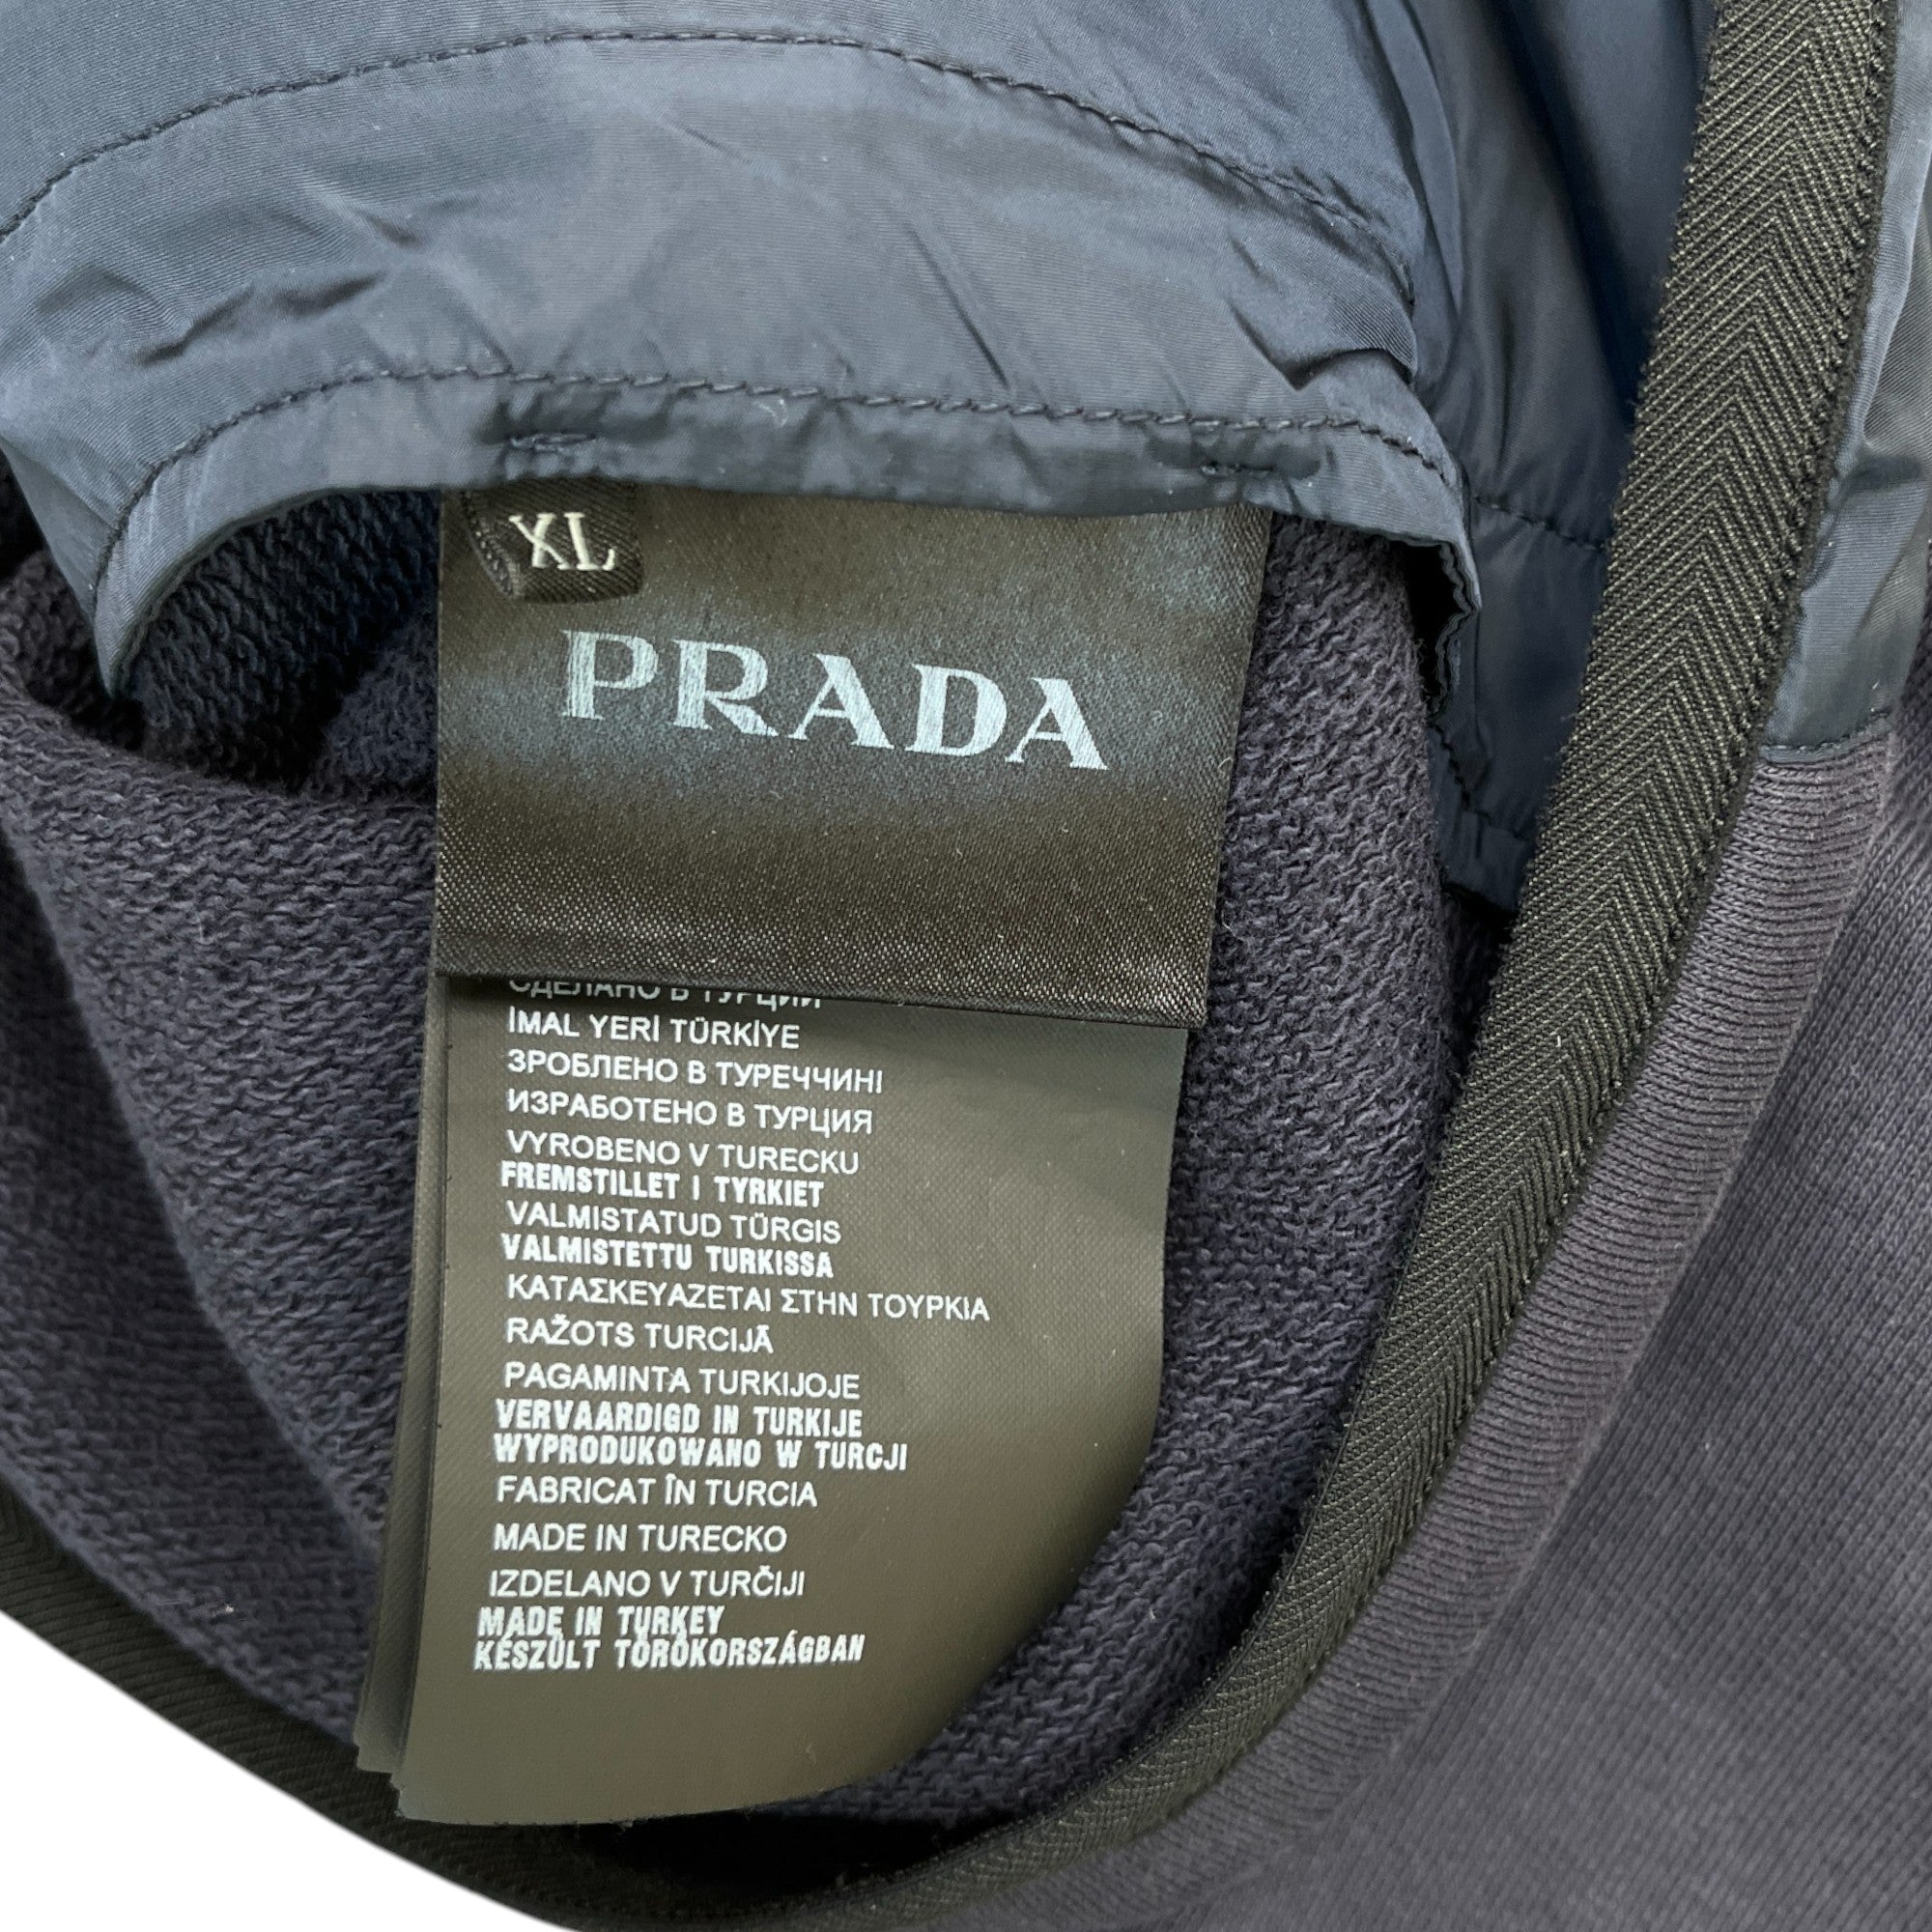 XL
PRADA
СДЕЛАНО В ТУРЦИИ
İMAL YERİ TÜRKİYE
ЗРОБЛЕНО В ТУРЕЧЧИНІ
ИЗРАБОТЕНО В ТУРЦИЯ
VYROBENO V TURECKU
FREMSTILLET I TYRKIET
VALMISTATUD TÜRGIS
VALMISTETTU TURKISSA
ΚΑΤΑΣΚΕΥΑΖΕΤΑΙ ΣΤΗΝ ΤΟΥΡΚΙΑ
RAŽOTS TURCIJĀ
PAGAMINTA TURKIJOJE
VERVAARDIGD IN TURKIJE
WYPRODUKOWANO W TURCJI
FABRICAT ÎN TURCIA
MADE IN TURECKO
IZDELANO V TURČIJI
MADE IN TURKEY
KÉSZÜLT TÖRÖKORSZÁGBAN